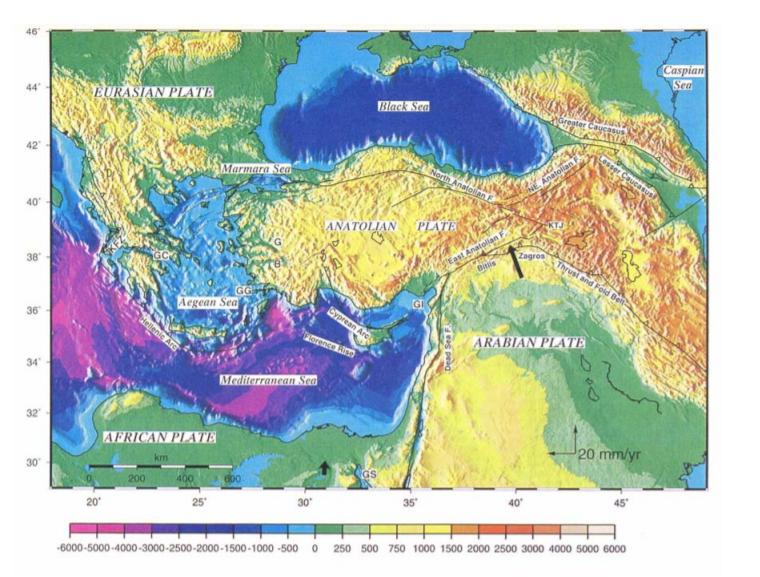 46°
44°
42°
40°
38°
36°
34°
32°
30°
EURASIAN PLATE
Black Sea
Caspian
Sea
Greater Caucasus
Lesser Caucasus
Marmara Sea
North Anatolian F.
NE. Anatolian F.
ANATOLIAN PLATE
KTJ
G
B
East Anatolian F.
Bitlis
Zagros
Thrust and Fold Belt
GC
GG
Aegean Sea
GI
Hellenic Arc
Cyprean Arc
Florence Rise
Dead Sea F.
ARABIAN PLATE
Mediterranean Sea
AFRICAN PLATE
km
0 200 400 600
GS
20 mm/yr
20° 25° 30° 35° 40° 45°
-6000 -5000 -4000 -3000 -2500 -2000 -1500 -1000 -500 0 250 500 750 1000 1500 2000 2500 3000 4000 5000 6000